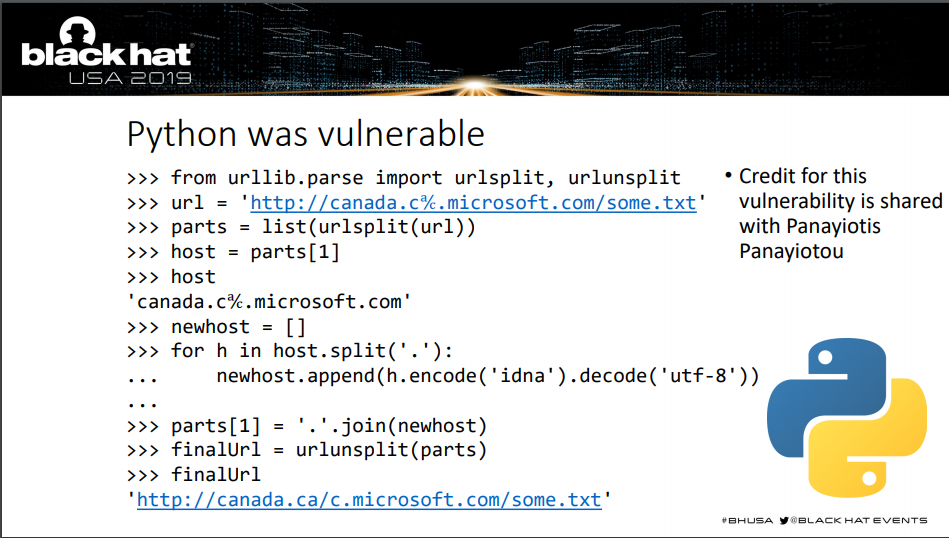 black hat
USA 2019
Python was vulnerable
>>> from urllib.parse import urlsplit, urlunsplit
>>> url = 'http://canada.c℀.microsoft.com/some.txt'
>>> parts = list(urlsplit(url))
>>> host = parts[1]
>>> host
'canada.c℀.microsoft.com'
>>> newhost = []
>>> for h in host.split('.'):
...     newhost.append(h.encode('idna').decode('utf-8'))
...
>>> parts[1] = '.'.join(newhost)
>>> finalUrl = urlunsplit(parts)
>>> finalUrl
'http://canada.ca/c.microsoft.com/some.txt'
• Credit for this
vulnerability is shared
with Panayiotis
Panayiotou
#BHUSA @BLACK HAT EVENTS